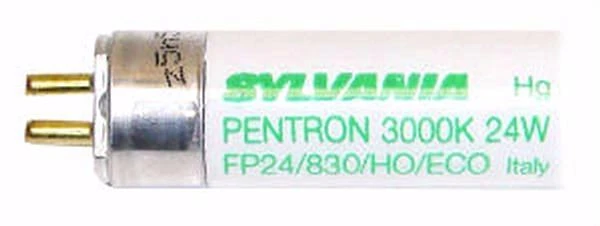 SYLVANIA Hg
PENTRON 3000K 24W
FP24/830/HO/ECO Italy